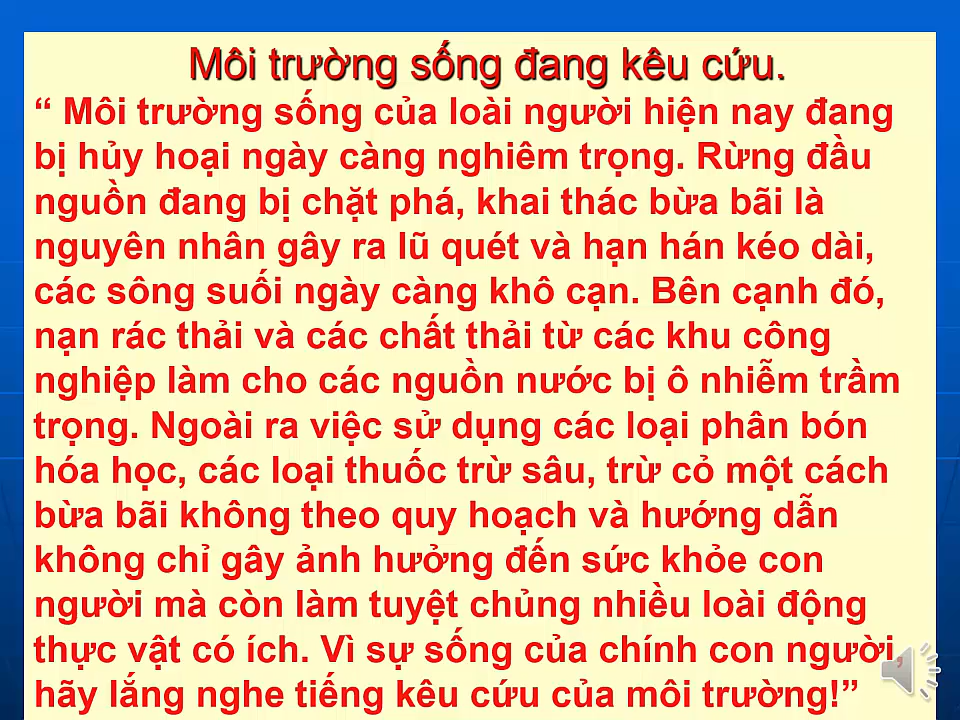 Môi trường sống đang kêu cứu.
“ Môi trường sống của loài người hiện nay đang
bị hủy hoại ngày càng nghiêm trọng. Rừng đầu
nguồn đang bị chặt phá, khai thác bừa bãi là
nguyên nhân gây ra lũ quét và hạn hán kéo dài,
các sông suối ngày càng khô cạn. Bên cạnh đó,
nạn rác thải và các chất thải từ các khu công
nghiệp làm cho các nguồn nước bị ô nhiễm trầm
trọng. Ngoài ra việc sử dụng các loại phân bón
hóa học, các loại thuốc trừ sâu, trừ cỏ một cách
bừa bãi không theo quy hoạch và hướng dẫn
không chỉ gây ảnh hưởng đến sức khỏe con
người mà còn làm tuyệt chủng nhiều loài động
thực vật có ích. Vì sự sống của chính con người,
hãy lắng nghe tiếng kêu cứu của môi trường!”